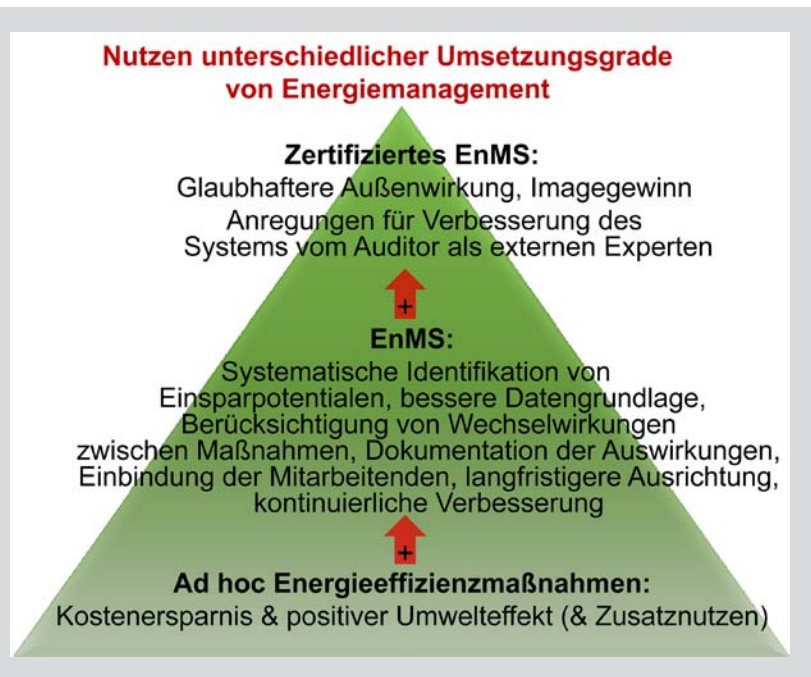 Nutzen unterschiedlicher Umsetzungsgrade
von Energiemanagement
Zertifiziertes EnMS:
Glaubhaftere Außenwirkung, Imagegewinn
Anregungen für Verbesserung des
Systems vom Auditor als externen Experten
+
EnMS:
Systematische Identifikation von
Einsparpotentialen, bessere Datengrundlage,
Berücksichtigung von Wechselwirkungen
zwischen Maßnahmen, Dokumentation der Auswirkungen,
Einbindung der Mitarbeitenden, langfristigere Ausrichtung,
kontinuierliche Verbesserung
+
Ad hoc Energieeffizienzmaßnahmen:
Kostenersparnis & positiver Umwelteffekt (& Zusatznutzen)